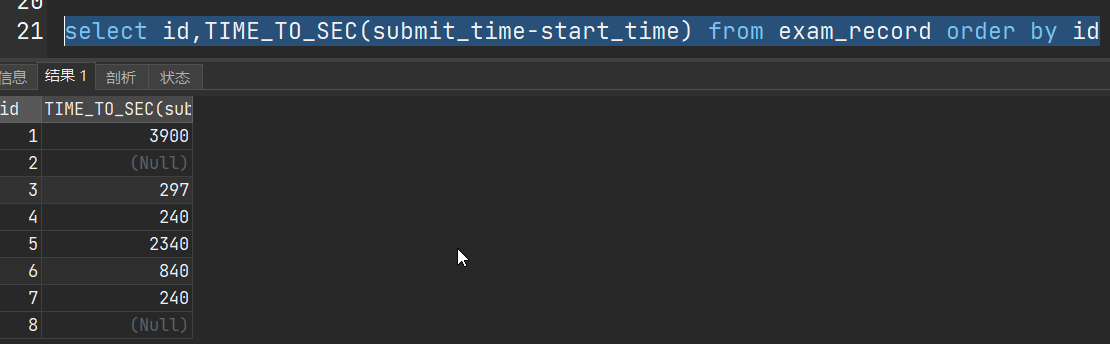 20
21 select id,TIME_TO_SEC(submit_time-start_time) from exam_record order by id
信息 结果 1 剖析 状态
id TIME_TO_SEC(sub
1 3900
2 (Null)
3 297
4 240
5 2340
6 840
7 240
8 (Null)